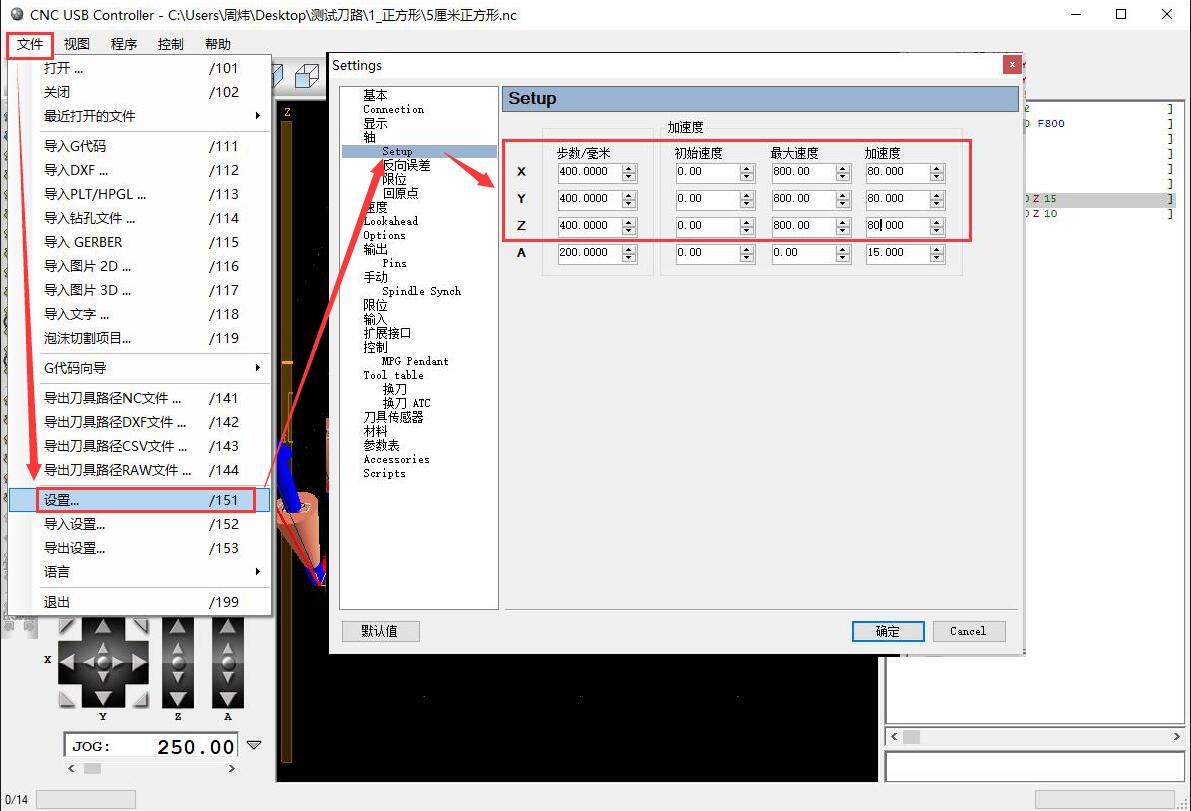 CNC USB Controller - C:\Users\周炜\Desktop\测试刀路\1_正方形\5厘米正方形.nc
文件 视图 程序 控制 帮助
打开 ... /101
关闭 /102
最近打开的文件
导入G代码 /111
导入DXF ... /112
导入PLT/HPGL ... /113
导入钻孔文件 ... /114
导入 GERBER /115
导入图片 2D ... /116
导入图片 3D ... /117
导入文字 ... /118
泡沫切割项目... /119
G代码向导
导出刀具路径NC文件 ... /141
导出刀具路径DXF文件 ... /142
导出刀具路径CSV文件 ... /143
导出刀具路径RAW文件 ... /144
设置... /151
导入设置... /152
导出设置... /153
语言
退出 /199
Z
Settings
x
基本
Connection
显示
轴
Setup
反向误差
限位
回原点
速度
Lookahead
Options
输出
Pins
手动
Spindle Synch
限位
输入
扩展接口
控制
MPG Pendant
Tool table
换刀
换刀 ATC
刀具传感器
材料
参数表
Accessories
Scripts
Setup
加速度
步数/毫米 初始速度 最大速度 加速度
X 400.0000 0.00 800.00 80.000
Y 400.0000 0.00 800.00 80.000
Z 400.0000 0.00 800.00 80.000
A 200.0000 0.00 0.00 15.000
默认值 确定 Cancel
2 ]
0 F800 ]
]
]
]
]
0 Z 15 ]
0 Z 10 ]
X
Y Z A
JOG: 250.00
0/14